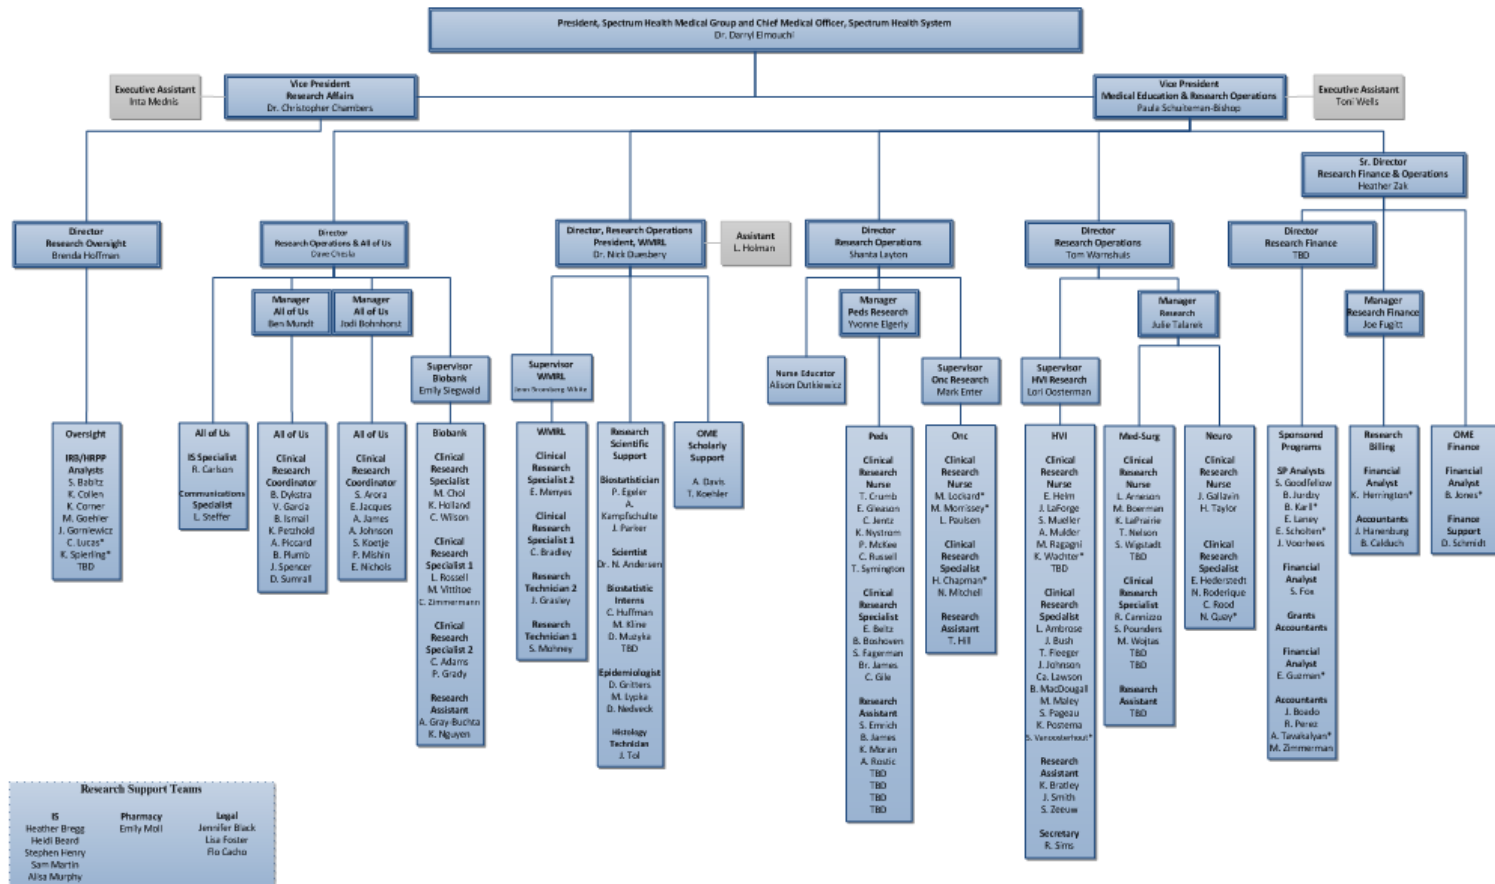 President, Spectrum Health Medical Group and Chief Medical Officer, Spectrum Health System
Dr. Darryl Elmouchi
Executive Assistant
Inta Mednis
Vice President
Research Affairs
Dr. Christopher Chambers
Vice President
Medical Education & Research Operations
Paula Schuiteman-Bishop
Executive Assistant
Toni Wells
Sr. Director
Research Finance & Operations
Heather Zak
Director
Research Oversight
Brenda Hoffman
Director
Research Operations & All of Us
Dave Chesla
Director, Research Operations
President, WMRL
Dr. Nick Duesbery
Assistant
L. Holman
Director
Research Operations
Shanta Layton
Director
Research Operations
Tom Warnshuis
Director
Research Finance
TBD
Manager
All of Us
Ben Mundt
Manager
All of Us
Jodi Bohnhorst
Manager
Peds Research
Yvonne Elgerly
Manager
Research
Julie Talarek
Manager
Research Finance
Joe Fugitt
Supervisor
Biobank
Emily Siegwald
Supervisor
WMRL
Nurse Educator
Alison Dutkiewicz
Supervisor
Onc Research
Mark Emter
Supervisor
HVI Research
Lori Oosterman
Oversight
IRB/HRPP
Analysts
S. Babitz
K. Collen
K. Corner
M. Goehler
J. Gorniewicz
C. Lucas*
K. Spierling*
TBD
All of Us
IS Specialist
R. Carlson
Communications
Specialist
L. Steffer
All of Us
Clinical
Research
Coordinator
B. Dykstra
V. Garcia
B. Ismail
K. Petzhold
A. Piccard
B. Plumb
J. Spencer
D. Sumrall
All of Us
Clinical
Research
Coordinator
S. Arora
E. Jacques
A. James
A. Johnson
S. Koetje
P. Mishin
E. Nichols
Biobank
Clinical
Research
Specialist
M. Chol
K. Holland
C. Wilson
Clinical
Research
Specialist 1
L. Rossell
M. Vittitoe
C. Zimmermann
Clinical
Research
Specialist 2
C. Adams
P. Grady
Research
Assistant
A. Gray-Buchta
K. Nguyen
WMRL
Clinical
Research
Specialist 2
E. Menyes
Clinical
Research
Specialist 1
C. Bradley
Research
Technician 2
J. Grasley
Research
Technician 1
S. Mohney
Research
Scientific
Support
Biostatistician
P. Egeler
A.
Kampfschulte
J. Parker
Scientist
Dr. N. Andersen
Biostatistic
Interns
C. Huffman
M. Kline
D. Muzyka
TBD
Epidemiologist
D. Gritters
M. Lypka
D. Nedveck
Histology
Technician
J. Tol
OME
Scholarly
Support
A. Davis
T. Koehler
Peds
Clinical
Research
Nurse
T. Crumb
E. Gleason
C. Jentz
K. Nystrom
P. McKee
C. Russell
T. Symington
Clinical
Research
Specialist
E. Beitz
B. Boshoven
S. Fagerman
Br. James
C. Gile
Research
Assistant
S. Emrich
B. James
K. Moran
A. Rostic
TBD
TBD
TBD
TBD
Onc
Clinical
Research
Nurse
M. Lockard*
M. Morrissey*
L. Paulsen
Clinical
Research
Specialist
H. Chapman*
N. Mitchell
Research
Assistant
T. Hill
HVI
Clinical
Research
Nurse
E. Helm
J. LaForge
S. Mueller
A. Mulder
M. Ragagni
K. Wachter*
TBD
Clinical
Research
Specialist
L. Ambrose
J. Bush
T. Fleeger
J. Johnson
Ca. Lawson
B. MacDougall
M. Maley
S. Pageau
K. Postema
S. Vanoosterhout*
Research
Assistant
K. Bratley
J. Smith
S. Zeeuw
Secretary
R. Sims
Med-Surg
Clinical
Research
Nurse
L. Arneson
M. Boerman
K. LaPrairie
T. Nelson
S. Wigstadt
TBD
Clinical
Research
Specialist
R. Cannizzo
S. Pounders
M. Wojtas
TBD
TBD
Research
Assistant
TBD
Neuro
Clinical
Research
Nurse
J. Gallavin
H. Taylor
Clinical
Research
Specialist
E. Hederstedt
N. Roderique
C. Rood
N. Quay*
Sponsored
Programs
SP Analysts
S. Goodfellow
B. Jurdzy
B. Karil*
E. Laney
E. Scholten*
J. Voorhees
Financial
Analyst
S. Fox
Grants
Accountants
Financial
Analyst
E. Guzman*
Accountants
J. Boado
R. Perez
A. Tavakalyan*
M. Zimmerman
Research
Billing
Financial
Analyst
K. Herrington*
Accountants
J. Hanenburg
B. Calduch
OME
Finance
Financial
Analyst
B. Jones*
Finance
Support
D. Schmidt
Research Support Teams
IS
Heather Bregg
Heidi Beard
Stephen Henry
Sam Martin
Alisa Murphy
Pharmacy
Emily Moll
Legal
Jennifer Black
Lisa Foster
Flo Cacho